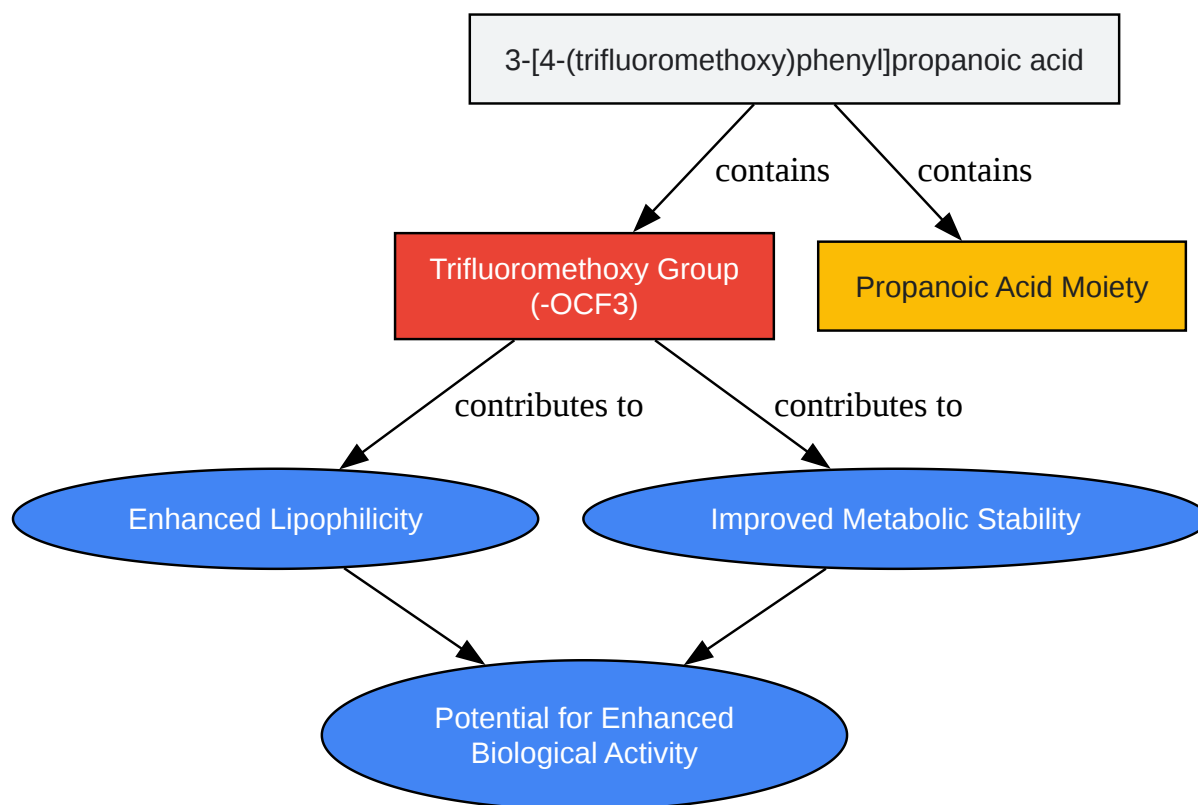 3-[4-(trifluoromethoxy)phenyl]propanoic acid
contains
contains
Trifluoromethoxy Group
(-OCF3)
Propanoic Acid Moiety
contributes to
contributes to
Enhanced Lipophilicity
Improved Metabolic Stability
Potential for Enhanced
Biological Activity